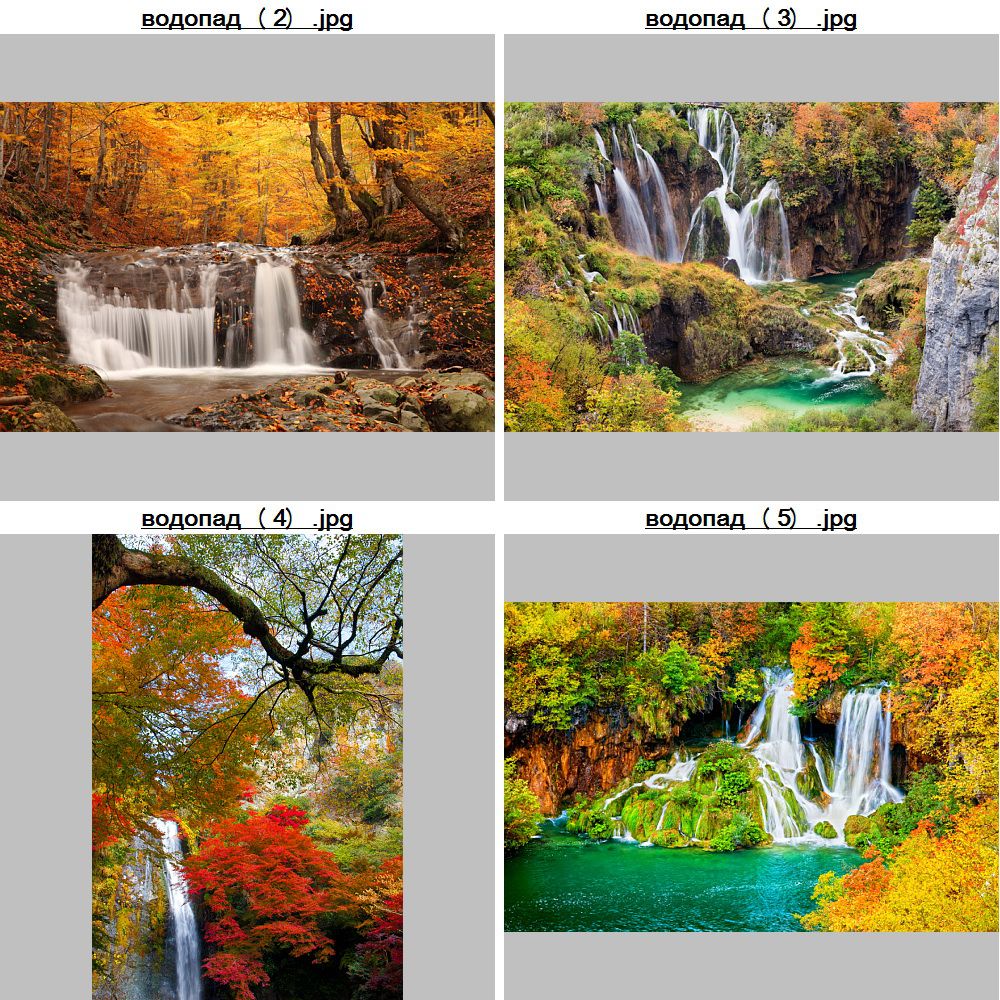 водопад ( 2) .jpg
водопад ( 3) .jpg
водопад ( 4) .jpg
водопад ( 5) .jpg